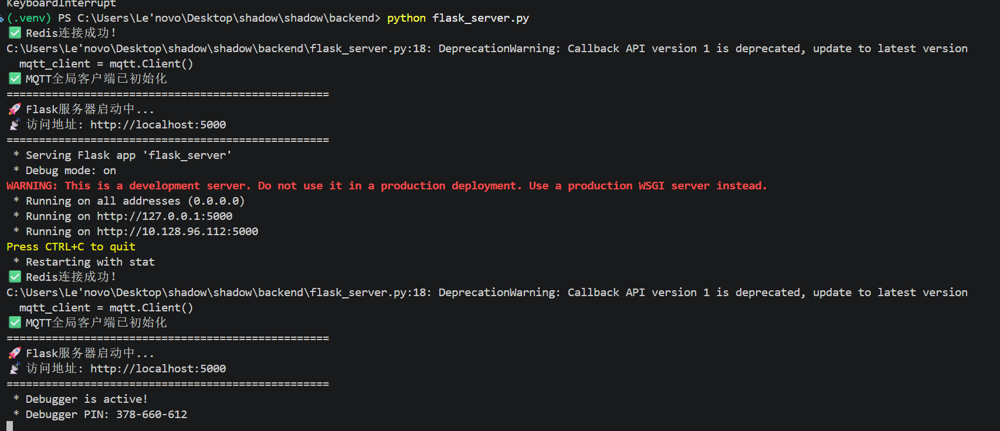 KeyboardInterrupt
(.venv) PS C:\Users\Le'novo\Desktop\shadow\shadow\backend> python flask_server.py
✅ Redis连接成功!
C:\Users\Le'novo\Desktop\shadow\shadow\backend\flask_server.py:18: DeprecationWarning: Callback API version 1 is deprecated, update to latest version
  mqtt_client = mqtt.Client()
✅ MQTT全局客户端已初始化
==================================================
🚀 Flask服务器启动中...
📡 访问地址: http://localhost:5000
==================================================
 * Serving Flask app 'flask_server'
 * Debug mode: on
WARNING: This is a development server. Do not use it in a production deployment. Use a production WSGI server instead.
 * Running on all addresses (0.0.0.0)
 * Running on http://127.0.0.1:5000
 * Running on http://10.128.96.112:5000
Press CTRL+C to quit
 * Restarting with stat
✅ Redis连接成功!
C:\Users\Le'novo\Desktop\shadow\shadow\backend\flask_server.py:18: DeprecationWarning: Callback API version 1 is deprecated, update to latest version
  mqtt_client = mqtt.Client()
✅ MQTT全局客户端已初始化
==================================================
🚀 Flask服务器启动中...
📡 访问地址: http://localhost:5000
==================================================
 * Debugger is active!
 * Debugger PIN: 378-660-612